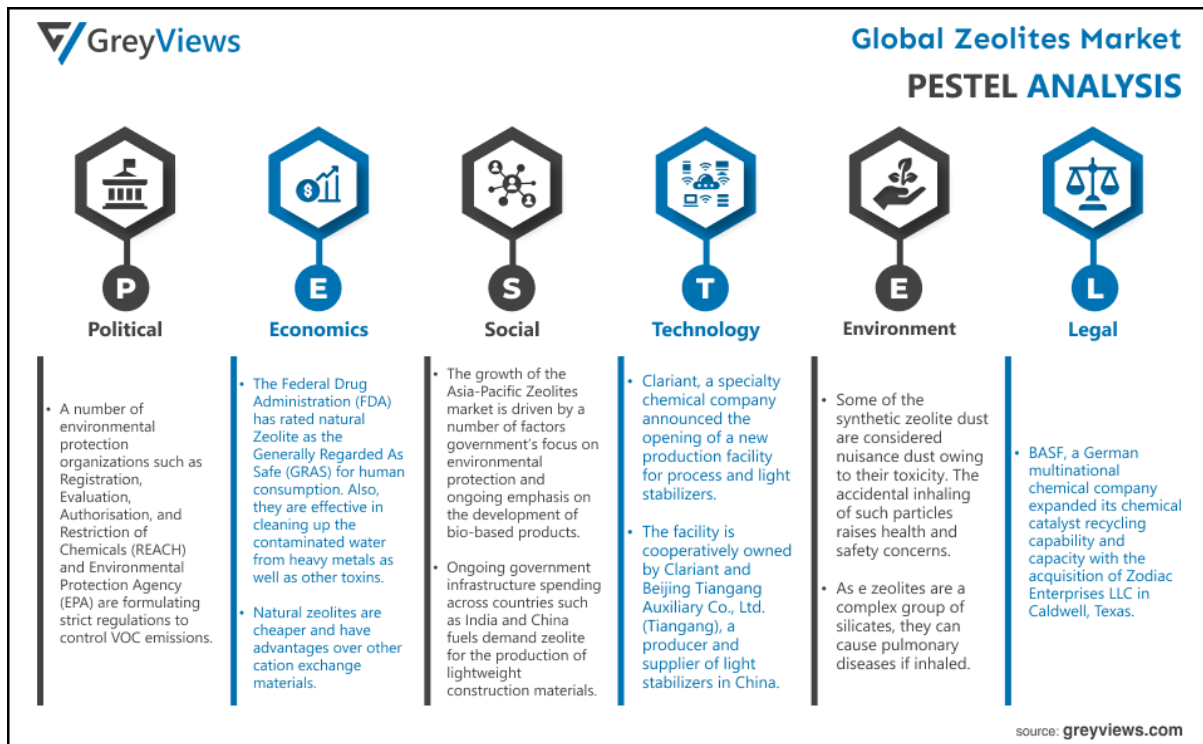 GreyViews
Global Zeolites Market
PESTEL ANALYSIS
P
Political
• A number of
environmental
protection
organizations such as
Registration,
Evaluation,
Authorisation, and
Restriction of
Chemicals (REACH)
and Environmental
Protection Agency
(EPA) are formulating
strict regulations to
control VOC emissions.
E
Economics
• The Federal Drug
Administration (FDA)
has rated natural
Zeolite as the
Generally Regarded As
Safe (GRAS) for human
consumption. Also,
they are effective in
cleaning up the
contaminated water
from heavy metals as
well as other toxins.
• Natural zeolites are
cheaper and have
advantages over other
cation exchange
materials.
S
Social
• The growth of the
Asia-Pacific Zeolites
market is driven by a
number of factors
government's focus on
environmental
protection and
ongoing emphasis on
the development of
bio-based products.
• Ongoing government
infrastructure spending
across countries such
as India and China
fuels demand zeolite
for the production of
lightweight
construction materials.
T
Technology
• Clariant, a specialty
chemical company
announced the
opening of a new
production facility
for process and light
stabilizers.
• The facility is
cooperatively owned
by Clariant and
Beijing Tiangang
Auxiliary Co., Ltd.
(Tiangang), a
producer and
supplier of light
stabilizers in China.
E
Environment
• Some of the
synthetic zeolite dust
are considered
nuisance dust owing
to their toxicity. The
accidental inhaling
of such particles
raises health and
safety concerns.
• As e zeolites are a
complex group of
silicates, they can
cause pulmonary
diseases if inhaled.
L
Legal
• BASF, a German
multinational
chemical company
expanded its chemical
catalyst recycling
capability and
capacity with the
acquisition of Zodiac
Enterprises LLC in
Caldwell, Texas.
source: greyviews.com